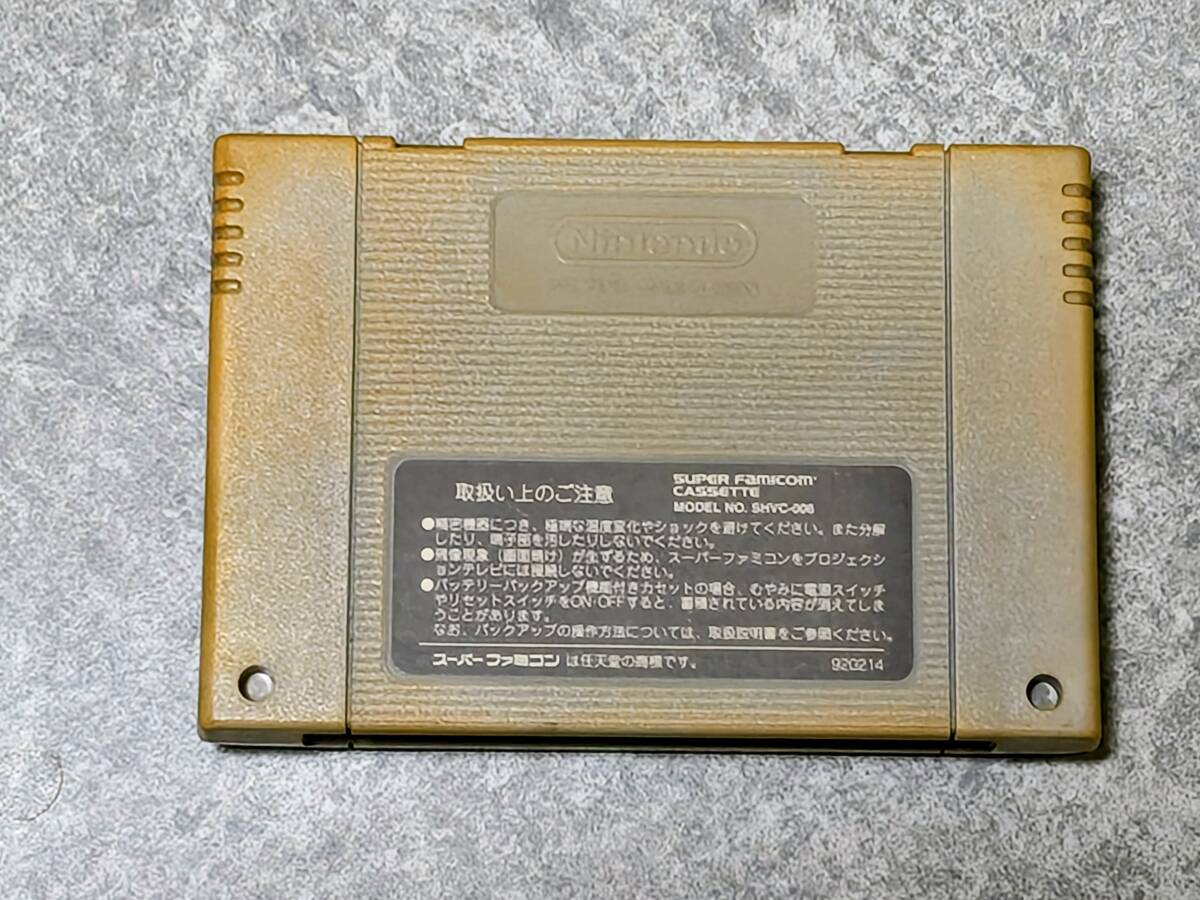 Nintendo
取扱い上のご注意
SUPER FAMICOM
CASSETTE
MODEL NO. SHVC-006
●精密機器につき、極端な温度変化やショックを避けてください。また分解
したり、端子部を汚したりしないでください。
●残像現象（画面焼け）が生ずるため、スーパーファミコンをプロジェクシ
ョンテレビには接続しないでください。
●バッテリーバックアップ機能付きカセットの場合、むやみに電源スイッチ
やリセットスイッチをON・OFFすると、蓄積されている内容が消えてしま
うことがあります。
なお、バックアップの操作方法については、取扱説明書をご参照ください。
スーパーファミコンは任天堂の商標です。
920214